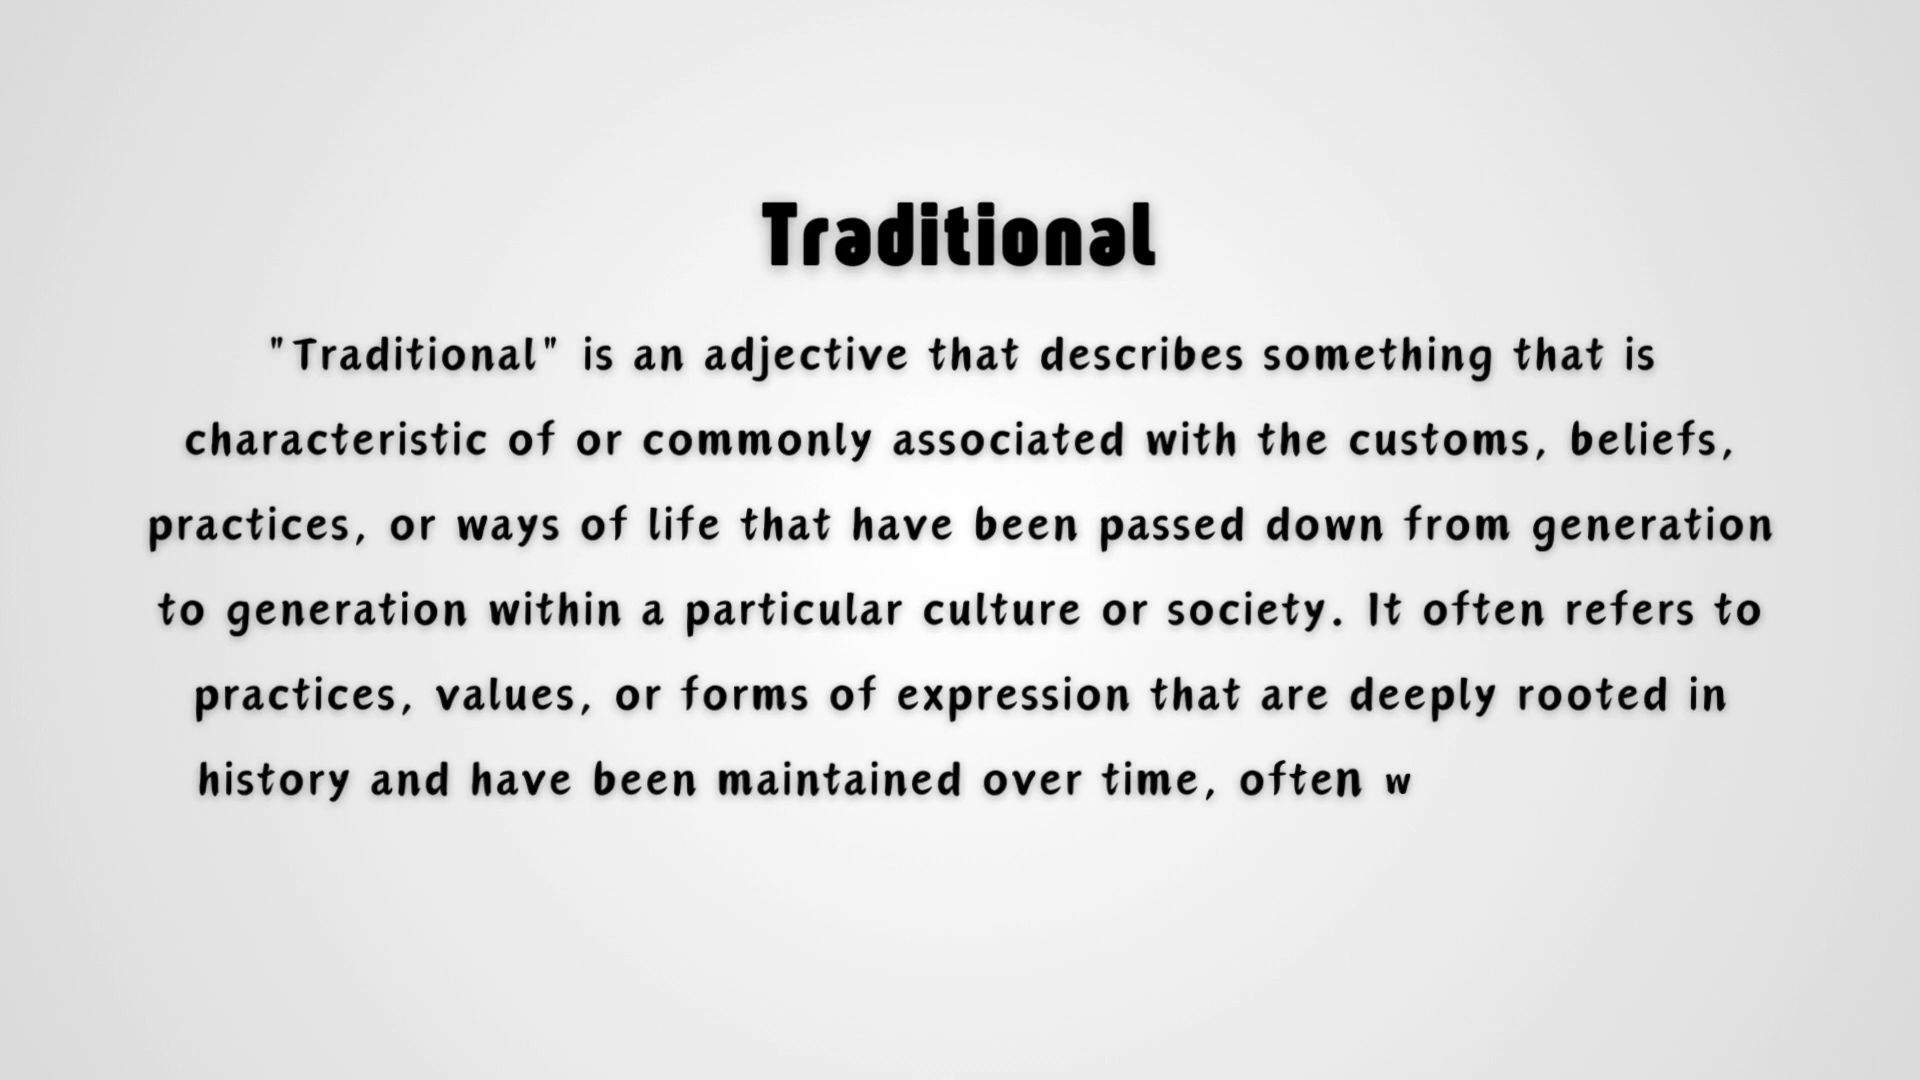 Traditional
"Traditional" is an adjective that describes something that is
characteristic of or commonly associated with the customs, beliefs,
practices, or ways of life that have been passed down from generation
to generation within a particular culture or society. It often refers to
practices, values, or forms of expression that are deeply rooted in
history and have been maintained over time, often w